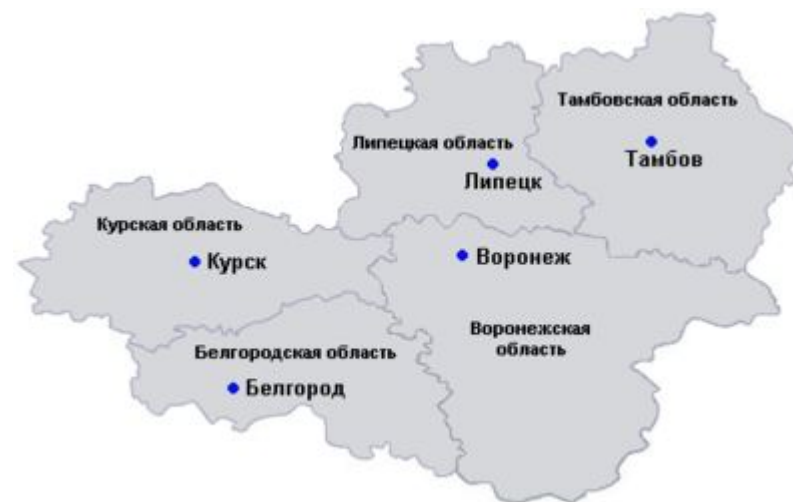 Тамбовская область
Тамбов
Липецкая область
Липецк
Курская область
Курск
Воронеж
Воронежская
область
Белгородская область
Белгород